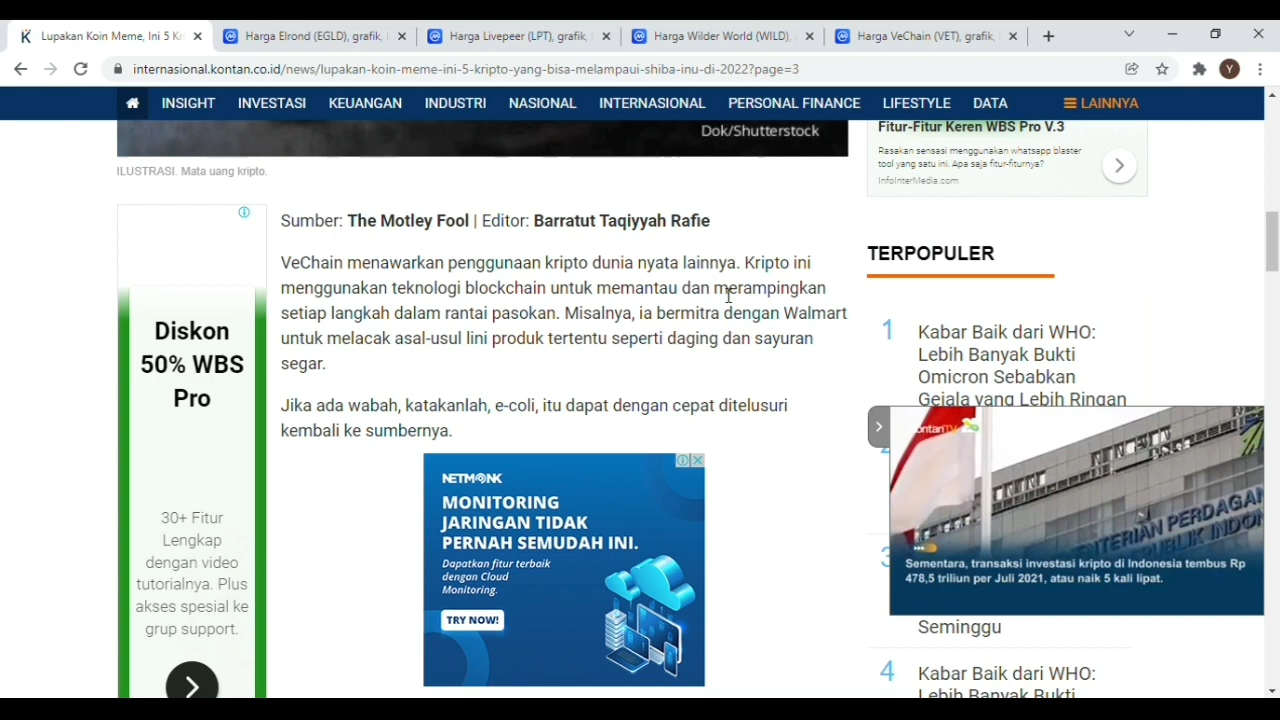 Lupakan Koin Meme, Ini 5 Kr
Harga Elrond (EGLD), grafik,
Harga Livepeer (LPT), grafik,
Harga Wilder World (WILD),
Harga VeChain (VET), grafik,
internasional.kontan.co.id/news/lupakan-koin-meme-ini-5-kripto-yang-bisa-melampaui-shiba-inu-di-2022?page=3
Y
INSIGHT INVESTASI KEUANGAN INDUSTRI NASIONAL INTERNASIONAL PERSONAL FINANCE LIFESTYLE DATA LAINNYA
Dok/Shutterstock
ILUSTRASI. Mata uang kripto.
Sumber: The Motley Fool | Editor: Barratut Taqiyyah Rafie
VeChain menawarkan penggunaan kripto dunia nyata lainnya. Kripto ini
menggunakan teknologi blockchain untuk memantau dan merampingkan
setiap langkah dalam rantai pasokan. Misalnya, ia bermitra dengan Walmart
untuk melacak asal-usul lini produk tertentu seperti daging dan sayuran
segar.
Jika ada wabah, katakanlah, e-coli, itu dapat dengan cepat ditelusuri
kembali ke sumbernya.
Diskon
50% WBS
Pro
30+ Fitur
Lengkap
dengan video
tutorialnya. Plus
akses spesial ke
grup support.
NETMONK
MONITORING
JARINGAN TIDAK
PERNAH SEMUDAH INI.
Dapatkan fitur terbaik
dengan Cloud
Monitoring.
TRY NOW!
Fitur-Fitur Keren WBS Pro V.3
Rasakan sensasi menggunakan whatsapp blaster
tool yang satu ini. Apa saja fitur-fiturnya?
InfoInterMedia.com
TERPOPULER
1 Kabar Baik dari WHO:
Lebih Banyak Bukti
Omicron Sebabkan
Gejala yang Lebih Ringan
KontanTV
Sementara, transaksi investasi kripto di Indonesia tembus Rp
478,5 triliun per Juli 2021, atau naik 5 kali lipat.
3
Seminggu
4 Kabar Baik dari WHO:
Lebih Banyak Bukti